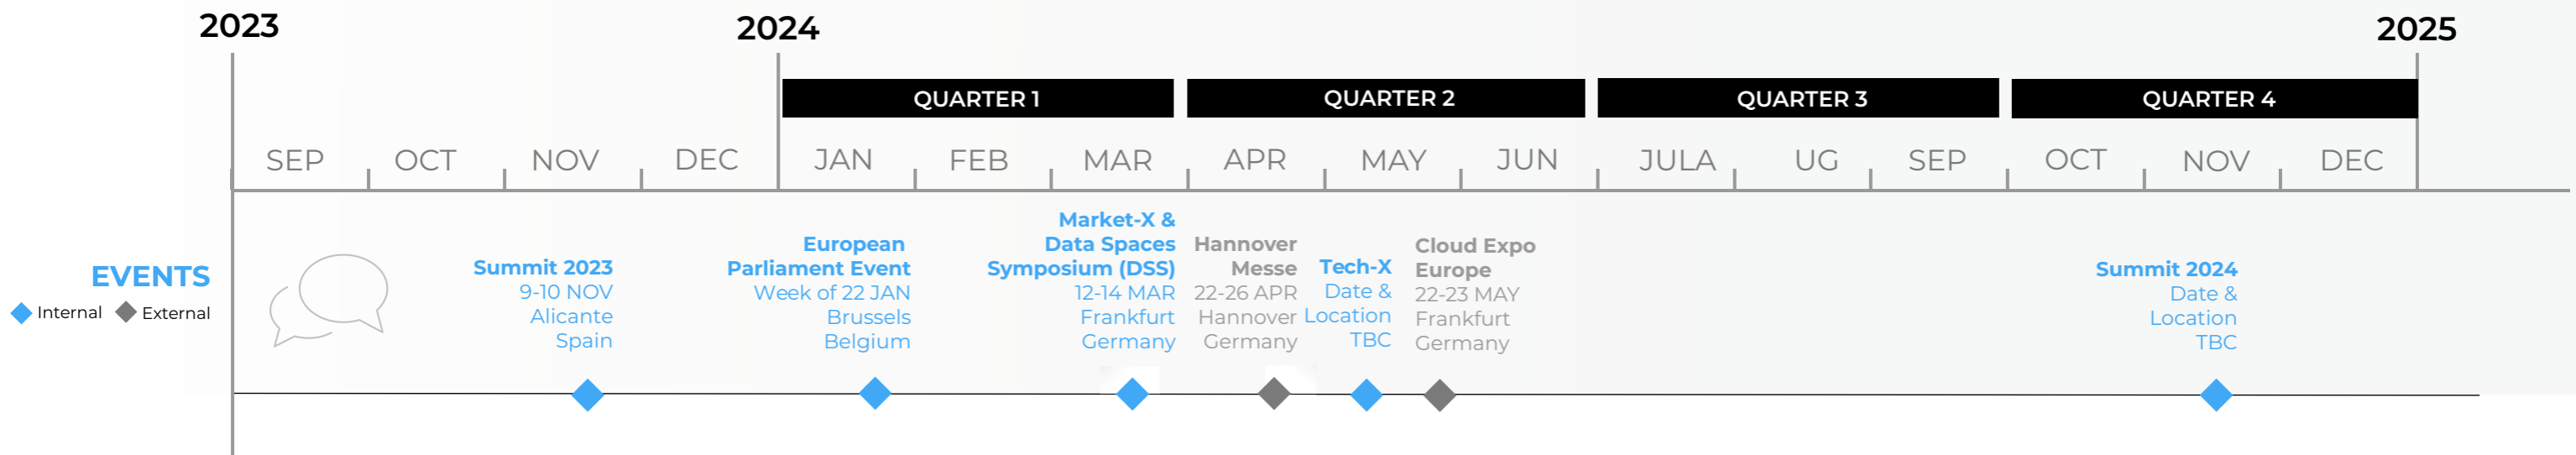 2023
2024
2025
QUARTER 1
QUARTER 2
QUARTER 3
QUARTER 4
SEP
OCT
NOV
DEC
JAN
FEB
MAR
APR
MAY
JUN
JULA
UG
SEP
OCT
NOV
DEC
EVENTS
Internal
External
Summit 2023
9-10 NOV
Alicante
Spain
European
Parliament Event
Week of 22 JAN
Brussels
Belgium
Market-X &
Data Spaces
Symposium (DSS)
12-14 MAR
Frankfurt
Germany
Hannover
Messe
22-26 APR
Hannover
Germany
Tech-X
Date &
Location
TBC
Cloud Expo
Europe
22-23 MAY
Frankfurt
Germany
Summit 2024
Date &
Location
TBC